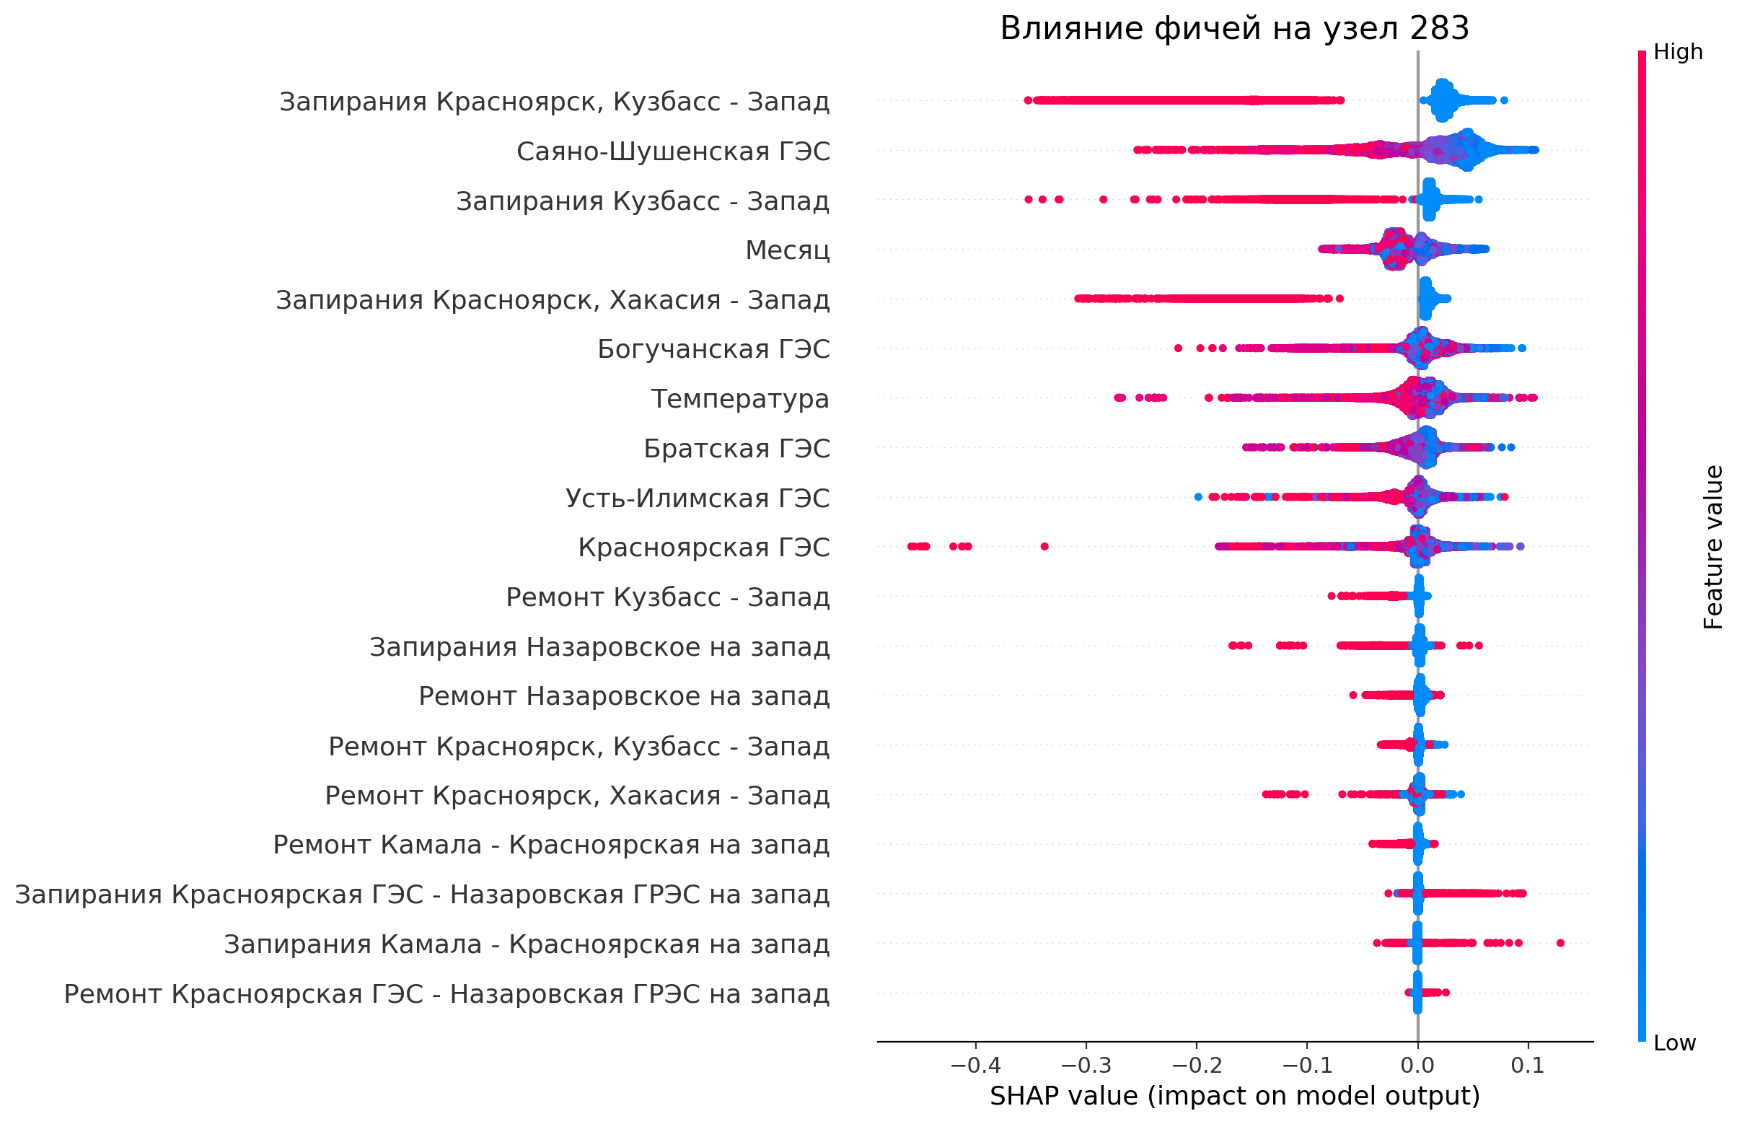 Влияние фичей на узел 283
High
Запирания Красноярск, Кузбасс - Запад
Саяно-Шушенская ГЭС
Запирания Кузбасс - Запад
Месяц
Запирания Красноярск, Хакасия - Запад
Богучанская ГЭС
Температура
Братская ГЭС
Усть-Илимская ГЭС
Красноярская ГЭС
Ремонт Кузбасс - Запад
Запирания Назаровское на запад
Ремонт Назаровское на запад
Ремонт Красноярск, Кузбасс - Запад
Ремонт Красноярск, Хакасия - Запад
Ремонт Камала - Красноярская на запад
Запирания Красноярская ГЭС - Назаровская ГРЭС на запад
Запирания Камала - Красноярская на запад
Ремонт Красноярская ГЭС - Назаровская ГРЭС на запад
Feature value
Low
−0.4 −0.3 −0.2 −0.1 0.0 0.1
SHAP value (impact on model output)